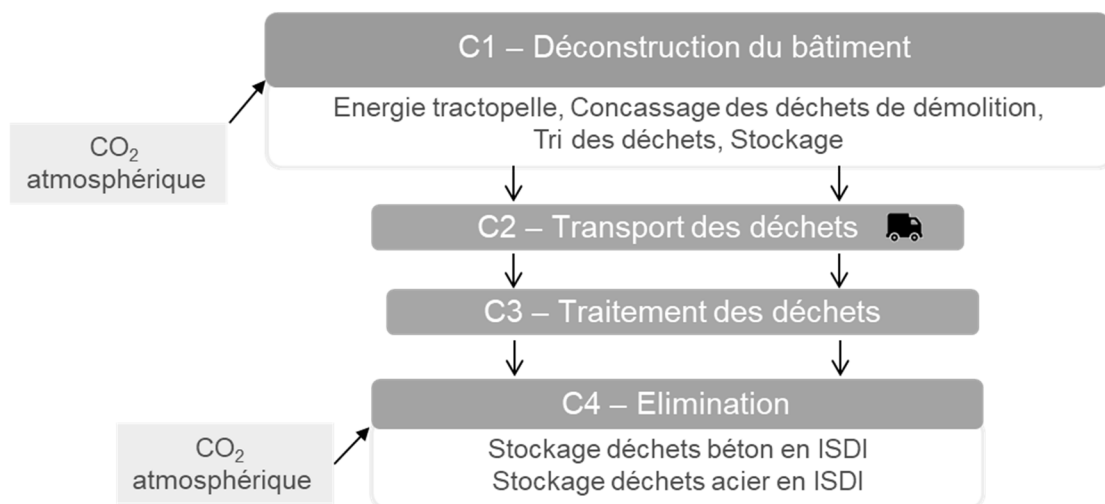 C1 – Déconstruction du bâtiment
Energie tractopelle, Concassage des déchets de démolition,
Tri des déchets, Stockage
CO₂
atmosphérique
C2 – Transport des déchets
C3 – Traitement des déchets
C4 – Elimination
Stockage déchets béton en ISDI
Stockage déchets acier en ISDI
CO₂
atmosphérique